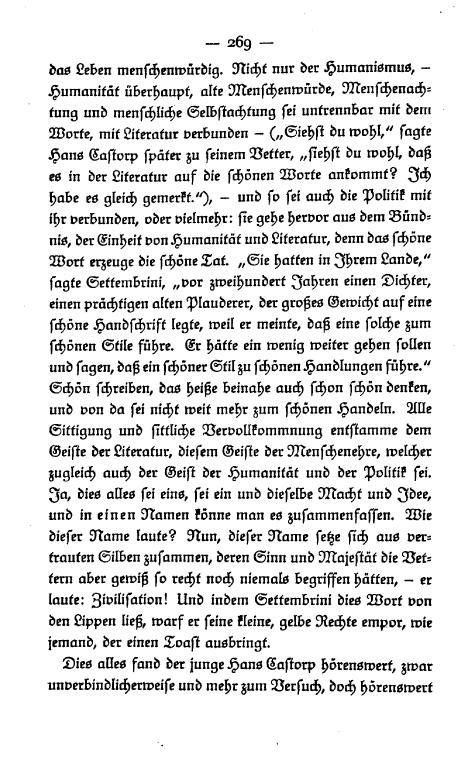 — 269 —
das Leben menschenwürdig. Nicht nur der Humanismus, –
Humanität überhaupt, alte Menschenwürde, Menschenach-
tung und menschliche Selbstachtung sei untrennbar mit dem
Worte, mit Literatur verbunden – („Siehst du wohl,“ sagte
Hans Castorp später zu seinem Vetter, „siehst du wohl, daß
es in der Literatur auf die schönen Worte ankommt? Ich
habe es gleich gemerkt.“), – und so sei auch die Politik mit
ihr verbunden, oder vielmehr: sie gehe hervor aus dem Bünd-
nis, der Einheit von Humanität und Literatur, denn das schöne
Wort erzeuge die schöne Tat. „Sie hatten in Ihrem Lande,“
sagte Settembrini, „vor zweihundert Jahren einen Dichter,
einen prächtigen alten Plauderer, der großes Gewicht auf eine
schöne Handschrift legte, weil er meinte, daß eine solche zum
schönen Stile führe. Er hätte ein wenig weiter gehen sollen
und sagen, daß ein schöner Stil zu schönen Handlungen führe.“
Schön schreiben, das heiße beinahe auch schon schön denken,
und von da sei nicht weit mehr zum schönen Handeln. Alle
Sittigung und sittliche Vervollkommnung entstamme dem
Geiste der Literatur, diesem Geiste der Menschenehre, welcher
zugleich auch der Geist der Humanität und der Politik sei.
Ja, dies alles sei eins, sei ein und dieselbe Macht und Idee,
und in einen Namen könne man es zusammenfassen. Wie
dieser Name laute? Nun, dieser Name setze sich aus ver-
trauten Silben zusammen, deren Sinn und Majestät die Vet-
tern aber gewiß so recht noch niemals begriffen hätten, – er
laute: Zivilisation! Und indem Settembrini dies Wort von
den Lippen ließ, warf er seine kleine, gelbe Rechte empor, wie
jemand, der einen Toast ausbringt.
Dies alles fand der junge Hans Castorp hörenswert, zwar
unverbindlicherweise und mehr zum Versuch, doch hörenswert